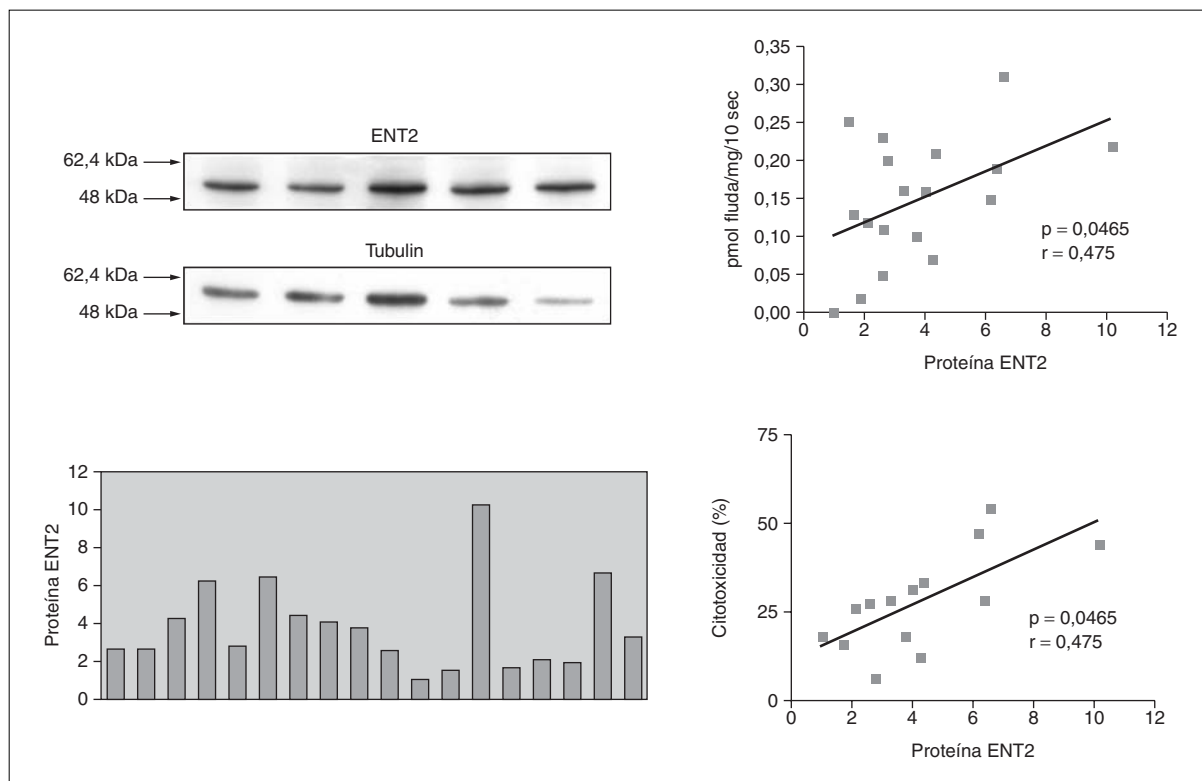 ENT2
62,4 kDa
48 kDa
Tubulin
62,4 kDa
48 kDa
0,35
0,30
0,25
0,20
0,15
0,10
0,05
0,00
pmol fluda/mg/10 sec
p = 0,0465
r = 0,475
0 2 4 6 8 10 12
Proteína ENT2
12
10
8
6
4
2
0
Proteína ENT2
75
50
25
0
Citotoxicidad (%)
p = 0,0465
r = 0,475
0 2 4 6 8 10 12
Proteína ENT2